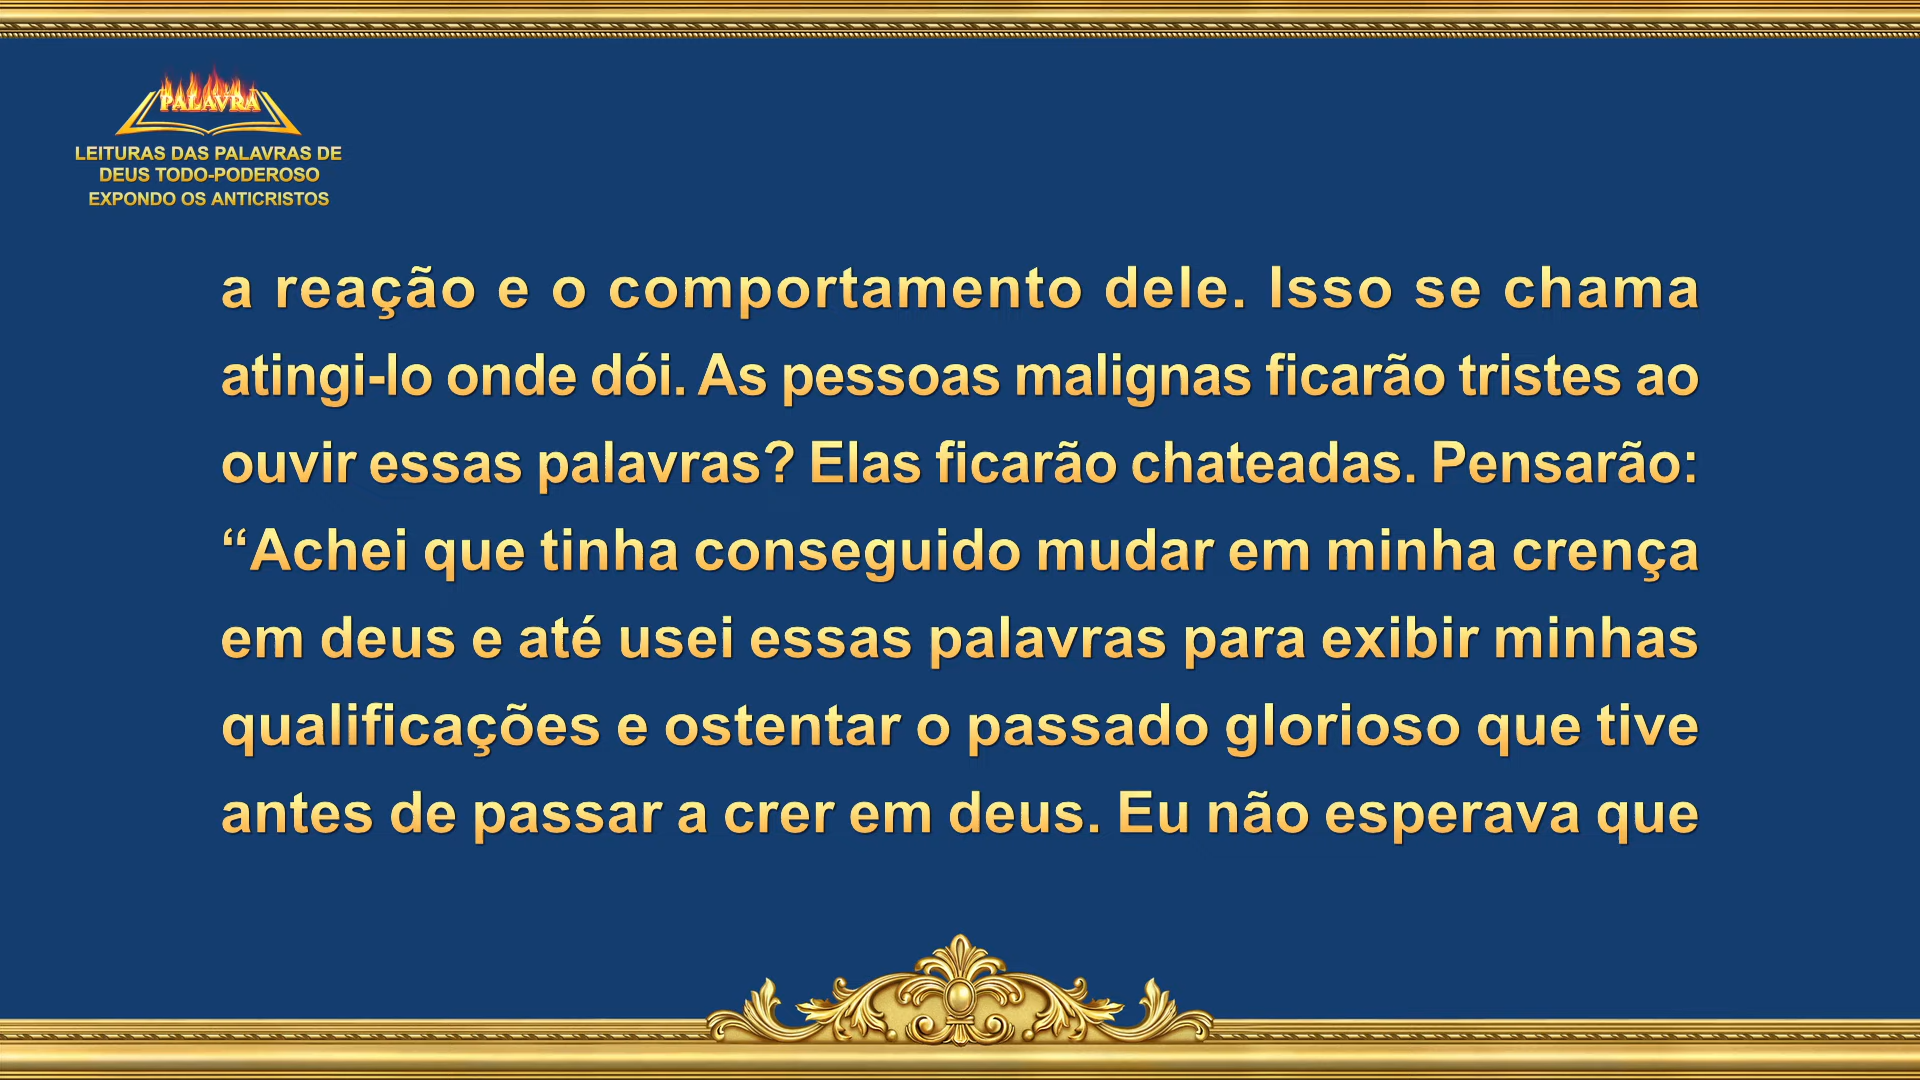 PALAVRA
LEITURAS DAS PALAVRAS DE
DEUS TODO-PODEROSO
EXPONDO OS ANTICRISTOS
a reação e o comportamento dele. Isso se chama
atingi-lo onde dói. As pessoas malignas ficarão tristes ao
ouvir essas palavras? Elas ficarão chateadas. Pensarão:
“Achei que tinha conseguido mudar em minha crença
em deus e até usei essas palavras para exibir minhas
qualificações e ostentar o passado glorioso que tive
antes de passar a crer em deus. Eu não esperava que